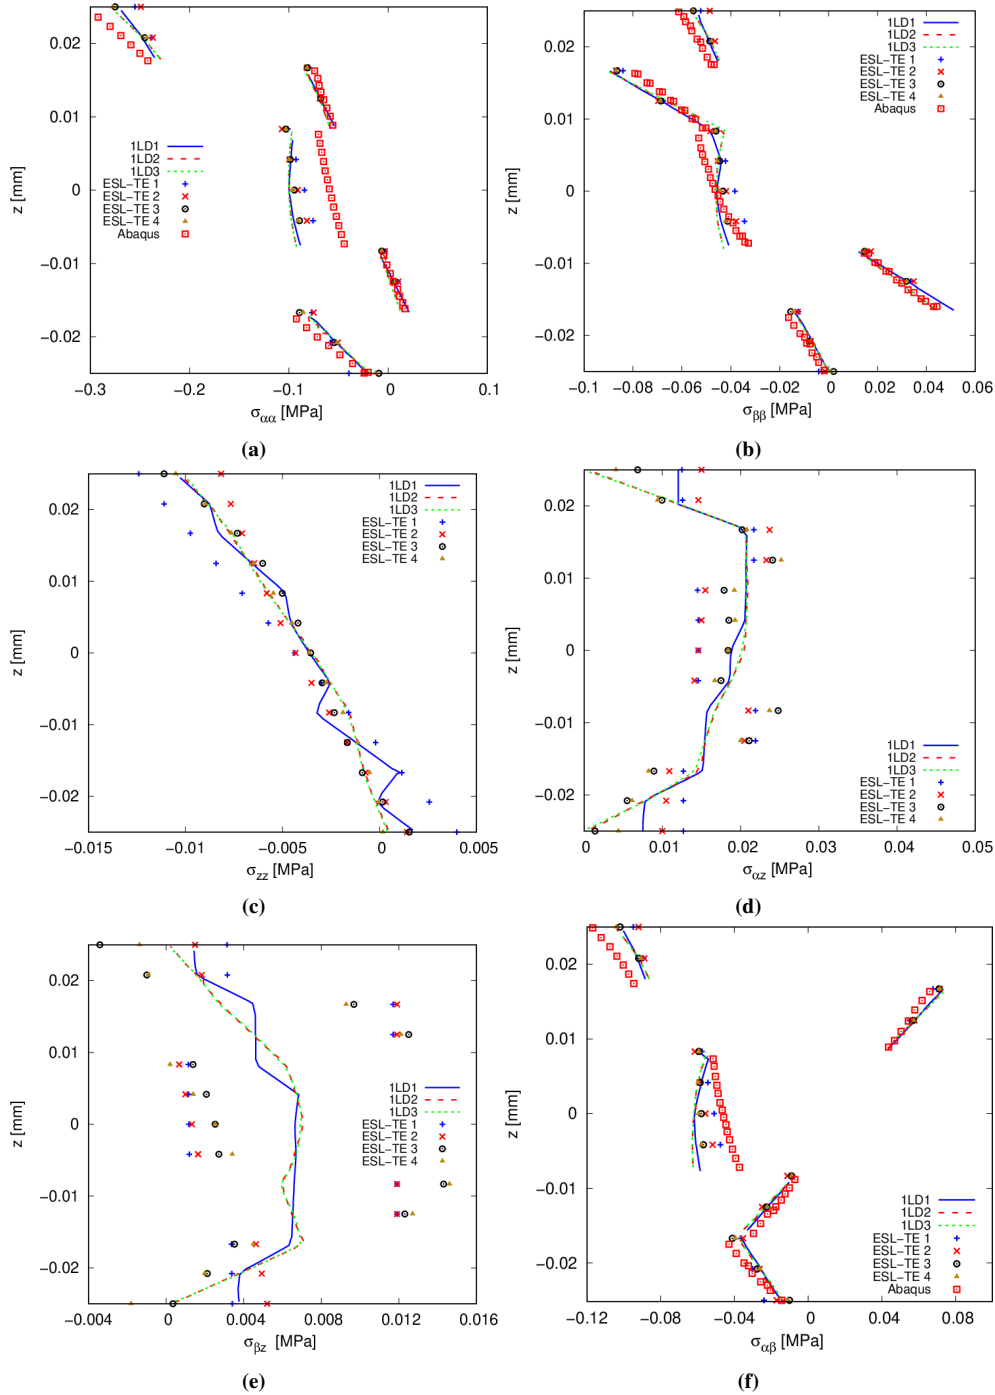 0.02
0.01
0
−0.01
−0.02
z [mm]
1LD1
1LD2
1LD3
ESL−TE 1
ESL−TE 2
ESL−TE 3
ESL−TE 4
Abaqus
−0.3 −0.2 −0.1 0 0.1
σαα [MPa]
(a)
0.02
0.01
0
−0.01
−0.02
z [mm]
1LD1
1LD2
1LD3
ESL−TE 1
ESL−TE 2
ESL−TE 3
ESL−TE 4
Abaqus
−0.1 −0.08 −0.06 −0.04 −0.02 0 0.02 0.04 0.06
σββ [MPa]
(b)
0.02
0.01
0
−0.01
−0.02
z [mm]
1LD1
1LD2
1LD3
ESL−TE 1
ESL−TE 2
ESL−TE 3
ESL−TE 4
−0.015 −0.01 −0.005 0 0.005
σzz [MPa]
(c)
0.02
0.01
0
−0.01
−0.02
z [mm]
1LD1
1LD2
1LD3
ESL−TE 1
ESL−TE 2
ESL−TE 3
ESL−TE 4
0 0.01 0.02 0.03 0.04 0.05
σαz [MPa]
(d)
0.02
0.01
0
−0.01
−0.02
z [mm]
1LD1
1LD2
1LD3
ESL−TE 1
ESL−TE 2
ESL−TE 3
ESL−TE 4
−0.004 0 0.004 0.008 0.012 0.016
σβz [MPa]
(e)
0.02
0.01
0
−0.01
−0.02
z [mm]
1LD1
1LD2
1LD3
ESL−TE 1
ESL−TE 2
ESL−TE 3
ESL−TE 4
Abaqus
−0.12 −0.08 −0.04 0 0.04 0.08
σαβ [MPa]
(f)